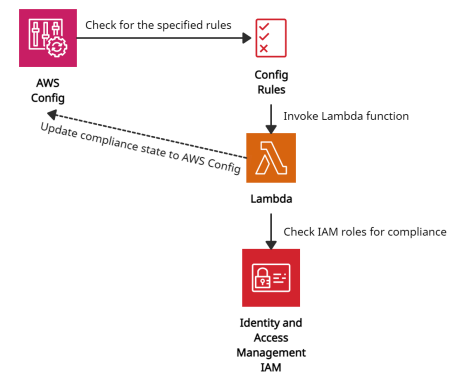 Check for the specified rules
AWS
Config
Config
Rules
Invoke Lambda function
Update compliance state to AWS Config
Lambda
Check IAM roles for compliance
Identity and
Access
Management
IAM